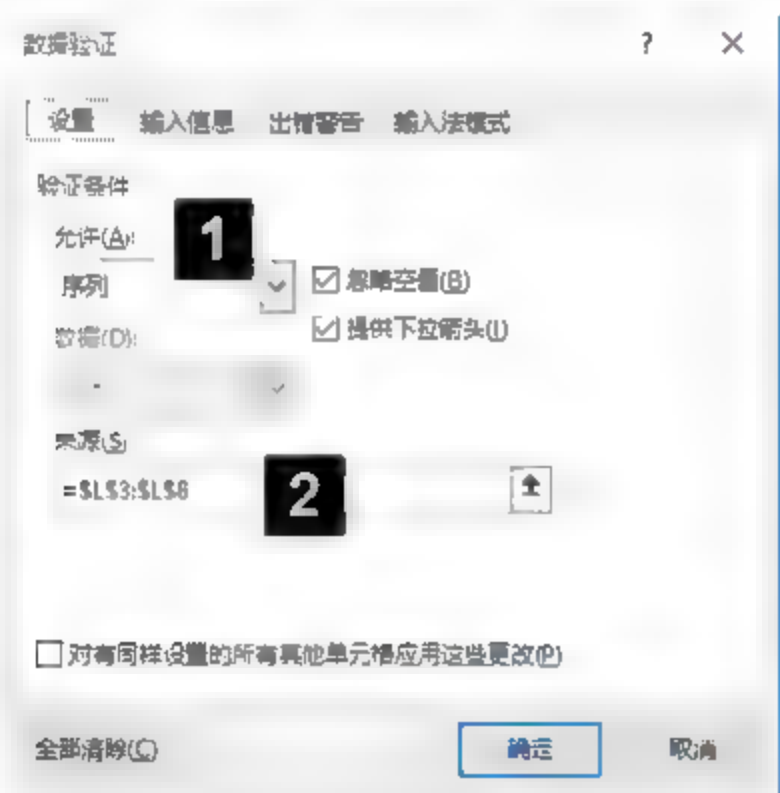 数据验证 ? ×
设置 输入信息 出错警告 输入法模式
验证条件
允许(A):
1
序列
忽略空值(B)
数据(D):
提供下拉箭头(I)
来源(S)
=$L$3:$L$6
2
对有同样设置的所有其他单元格应用这些更改(P)
全部清除(C) 确定 取消